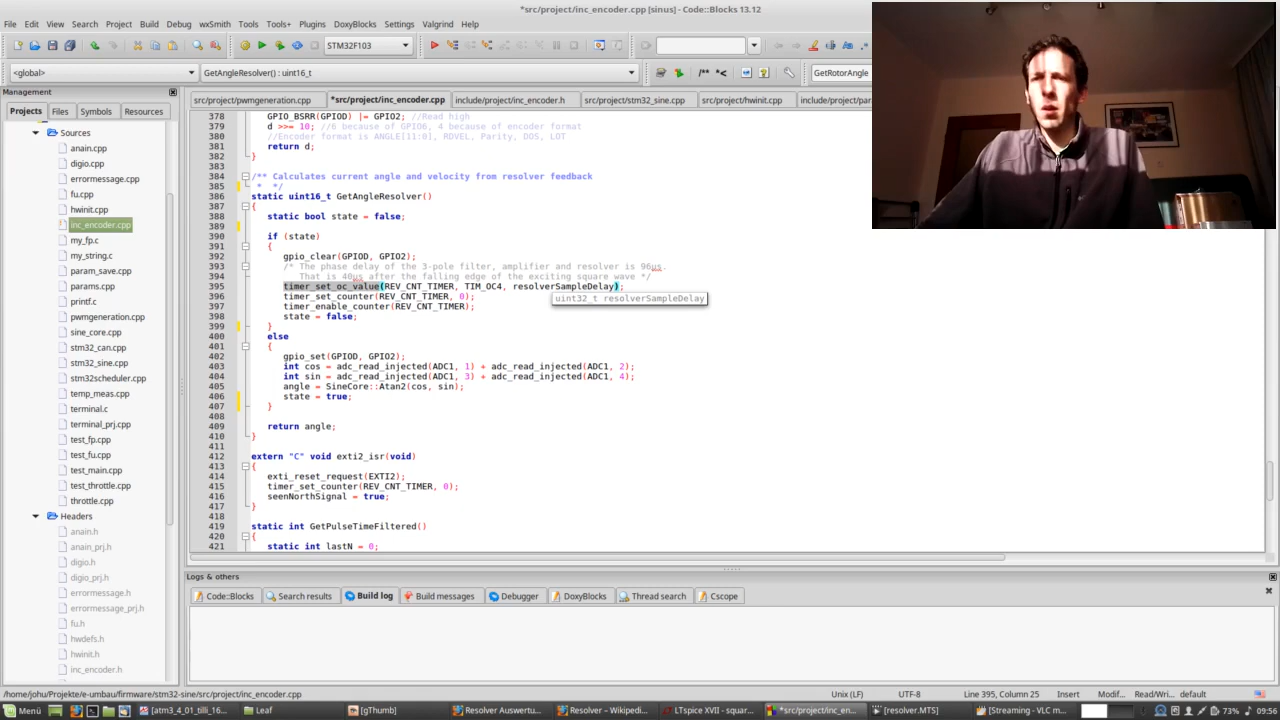 *src/project/inc_encoder.cpp [sinus] - Code::Blocks 13.12
File Edit View Search Project Build Debug wxSmith Tools Tools+ Plugins DoxyBlocks Settings Valgrind Help
STM32F103
<global> GetAngleResolver() : uint16_t /** *< GetRotorAngle
Management
Projects Files Symbols Resources
Sources
anain.cpp
digio.cpp
errormessage.cpp
fu.cpp
hwinit.cpp
inc_encoder.cpp
my_fp.c
my_string.c
param_save.cpp
params.cpp
printf.c
pwmgeneration.cpp
sine_core.cpp
stm32_can.cpp
stm32_sine.cpp
stm32scheduler.cpp
temp_meas.cpp
terminal.c
terminal_prj.cpp
test_fp.cpp
test_fu.cpp
test_main.cpp
test_throttle.cpp
throttle.cpp
Headers
anain.h
anain_prj.h
digio.h
digio_prj.h
errormessage.h
errormessage_prj.h
fu.h
hwdefs.h
hwinit.h
inc_encoder.h
src/project/pwmgeneration.cpp *src/project/inc_encoder.cpp include/project/inc_encoder.h src/project/stm32_sine.cpp src/project/hwinit.cpp include/project/par
378 GPIO_BSRR(GPIOD) |= GPIO2; //Read high
379 d >>= 10; //6 because of GPIO6, 4 because of encoder format
380 //Encoder format is ANGLE[11:0], RDVEL, Parity, DOS, LOT
381 return d;
382 }
383
384 /** Calculates current angle and velocity from resolver feedback
385 * */
386 static uint16_t GetAngleResolver()
387 {
388 static bool state = false;
389
390 if (state)
391 {
392 gpio_clear(GPIOD, GPIO2);
393 /* The phase delay of the 3-pole filter, amplifier and resolver is 96µs.
394 That is 40µs after the falling edge of the exciting square wave */
395 timer_set_oc_value(REV_CNT_TIMER, TIM_OC4, resolverSampleDelay);
396 timer_set_counter(REV_CNT_TIMER, 0);
uint32_t resolverSampleDelay
397 timer_enable_counter(REV_CNT_TIMER);
398 state = false;
399 }
400 else
401 {
402 gpio_set(GPIOD, GPIO2);
403 int cos = adc_read_injected(ADC1, 1) + adc_read_injected(ADC1, 2);
404 int sin = adc_read_injected(ADC1, 3) + adc_read_injected(ADC1, 4);
405 angle = SineCore::Atan2(cos, sin);
406 state = true;
407 }
408
409 return angle;
410 }
411
412 extern "C" void exti2_isr(void)
413 {
414 exti_reset_request(EXTI2);
415 timer_set_counter(REV_CNT_TIMER, 0);
416 seenNorthSignal = true;
417 }
418
419 static int GetPulseTimeFiltered()
420 {
421 static int lastN = 0;
Logs & others
Code::Blocks Search results Build log Build messages Debugger DoxyBlocks Thread search Cscope
/home/johu/Projekte/e-umbau/firmware/stm32-sine/src/project/inc_encoder.cpp Unix (LF) UTF-8 Line 395, Column 25 Insert Modif... Read/Wri... default
Menü [atm3_4_01_tilli_16... Leaf [gThumb] Resolver Auswertu... Resolver – Wikipedi... LTspice XVII - squar... *src/project/inc_en... [resolver.MTS] [Streaming - VLC m... 73% 09:56